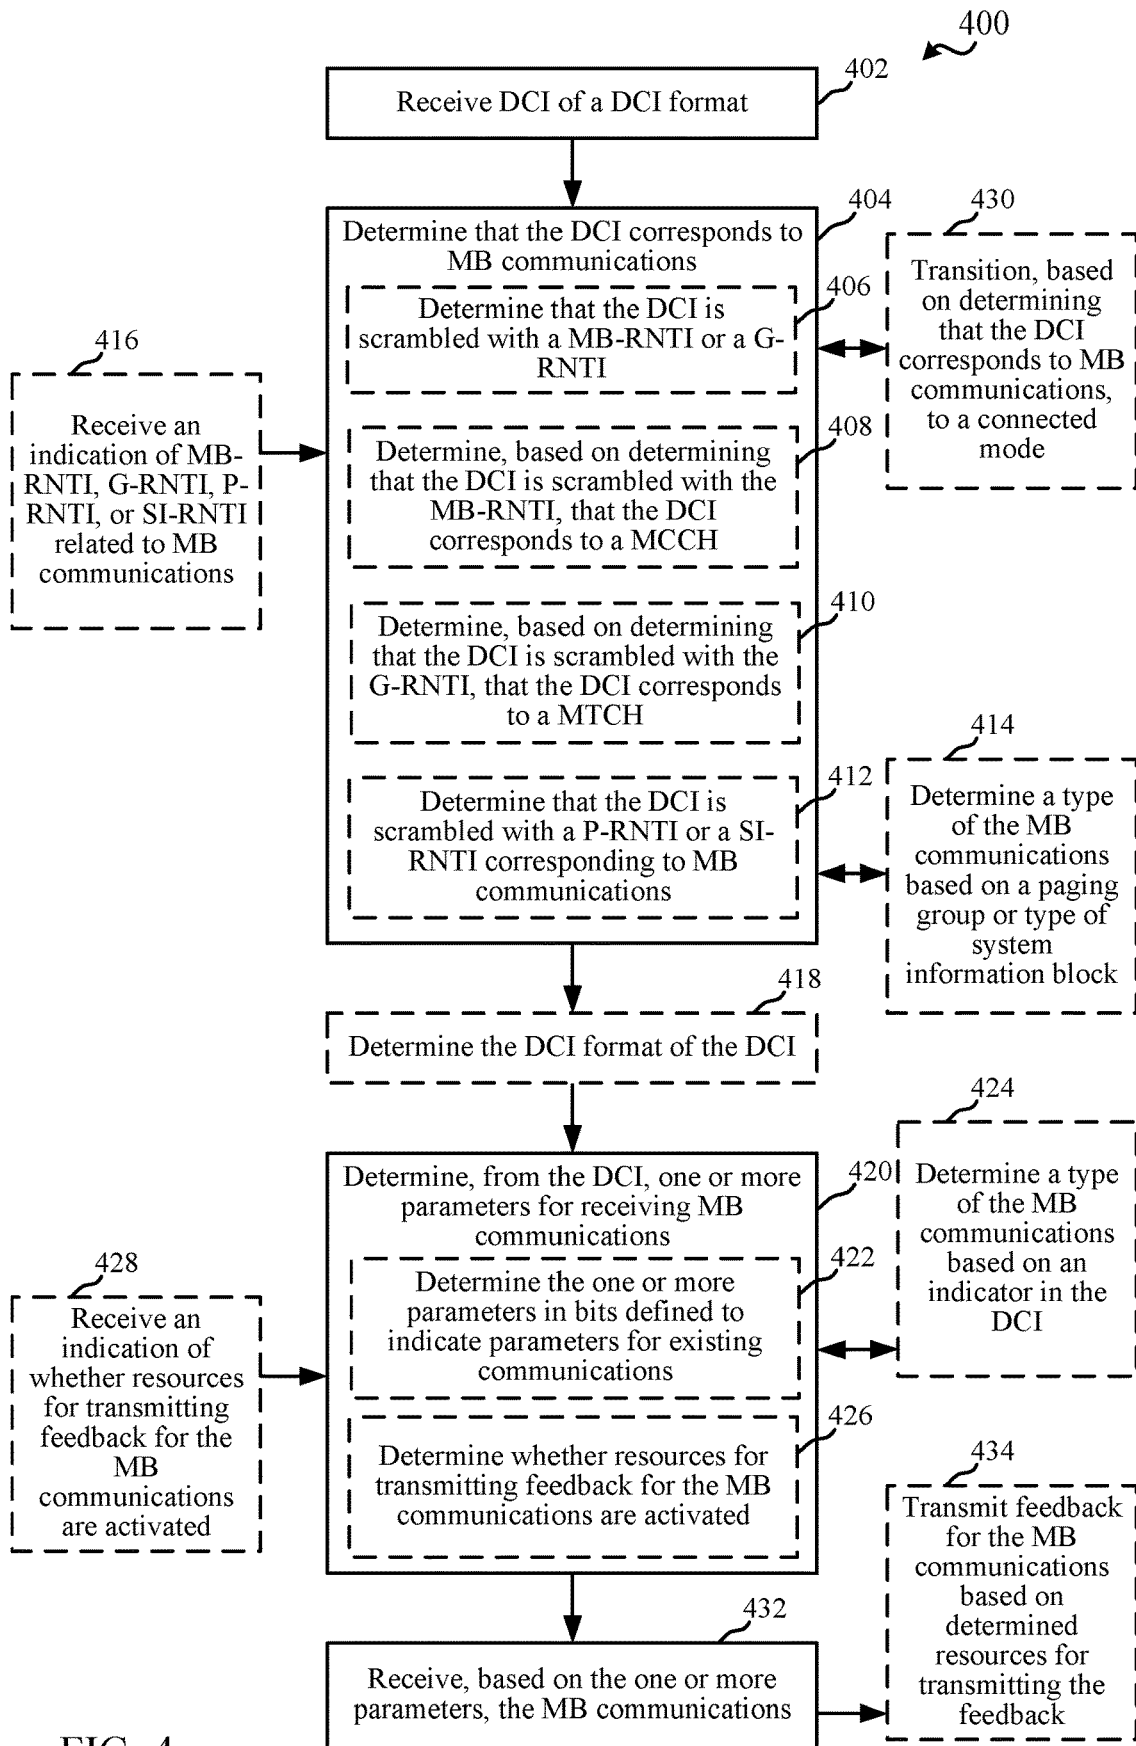 400
402
Receive DCI of a DCI format
404
Determine that the DCI corresponds to
MB communications
406
Determine that the DCI is
scrambled with a MB-RNTI or a G-
RNTI
430
Transition, based
on determining
that the DCI
corresponds to MB
communications,
to a connected
mode
416
Receive an
indication of MB-
RNTI, G-RNTI, P-
RNTI, or SI-RNTI
related to MB
communications
408
Determine, based on determining
that the DCI is scrambled with the
MB-RNTI, that the DCI
corresponds to a MCCH
410
Determine, based on determining
that the DCI is scrambled with the
G-RNTI, that the DCI corresponds
to a MTCH
412
Determine that the DCI is
scrambled with a P-RNTI or a SI-
RNTI corresponding to MB
communications
414
Determine a type
of the MB
communications
based on a paging
group or type of
system
information block
418
Determine the DCI format of the DCI
420
Determine, from the DCI, one or more
parameters for receiving MB
communications
422
Determine the one or more
parameters in bits defined to
indicate parameters for existing
communications
424
Determine a type
of the MB
communications
based on an
indicator in the
DCI
428
Receive an
indication of
whether resources
for transmitting
feedback for the
MB
communications
are activated
426
Determine whether resources for
transmitting feedback for the MB
communications are activated
432
Receive, based on the one or more
parameters, the MB communications
434
Transmit feedback
for the MB
communications
based on
determined
resources for
transmitting the
feedback
FIG. 4